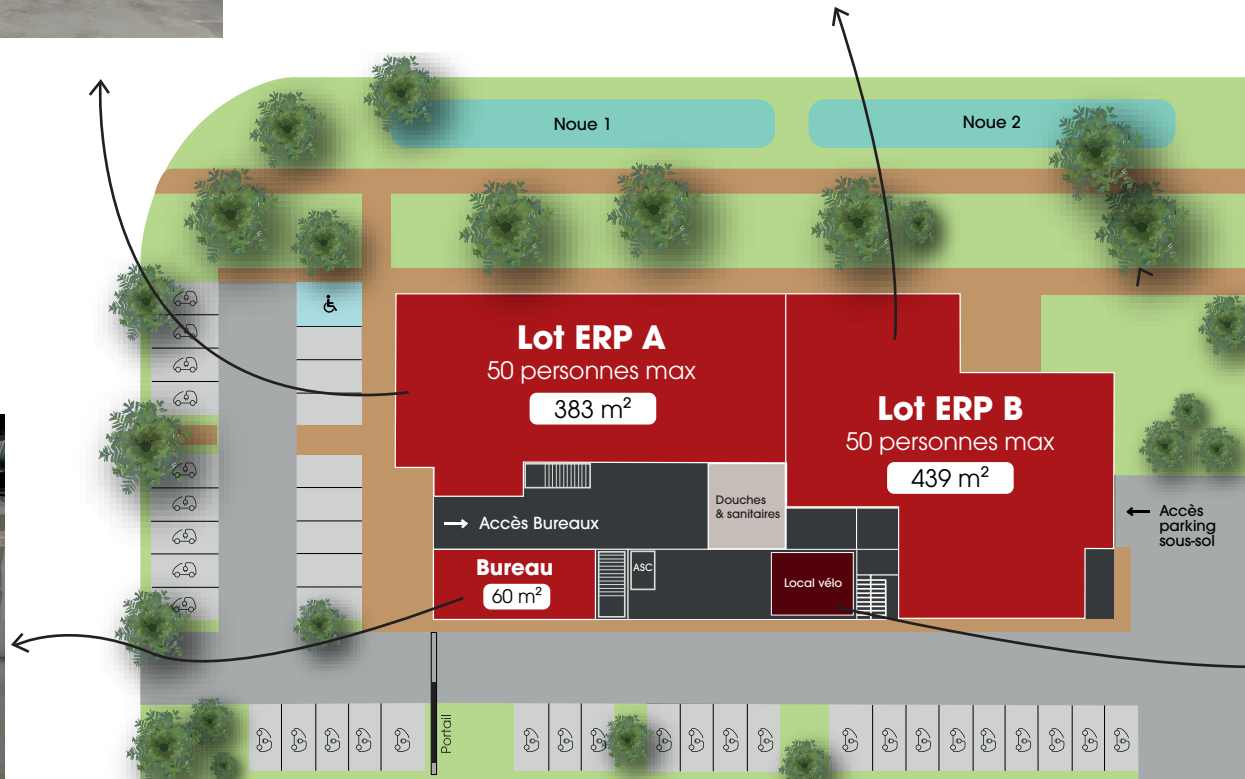 Noue 1
Noue 2
Lot ERP A
50 personnes max
383 m²
Lot ERP B
50 personnes max
439 m²
Douches
& sanitaires
→ Accès Bureaux
← Accès
parking
sous-sol
Bureau
60 m²
ASC
Local vélo
Portail